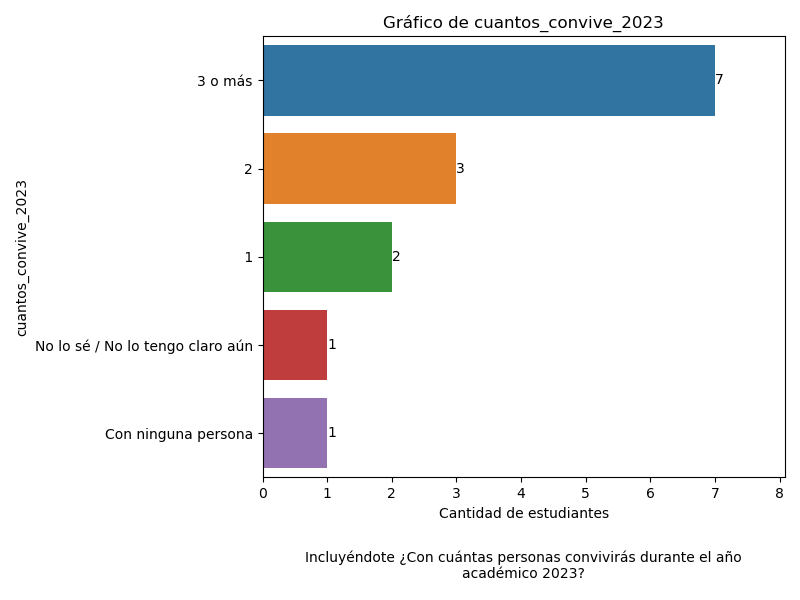 Gráfico de cuantos_convive_2023
cuantos_convive_2023
3 o más
7
2
3
1
2
No lo sé / No lo tengo claro aún
1
Con ninguna persona
1
0 1 2 3 4 5 6 7 8
Cantidad de estudiantes
Incluyéndote ¿Con cuántas personas convivirás durante el año
académico 2023?